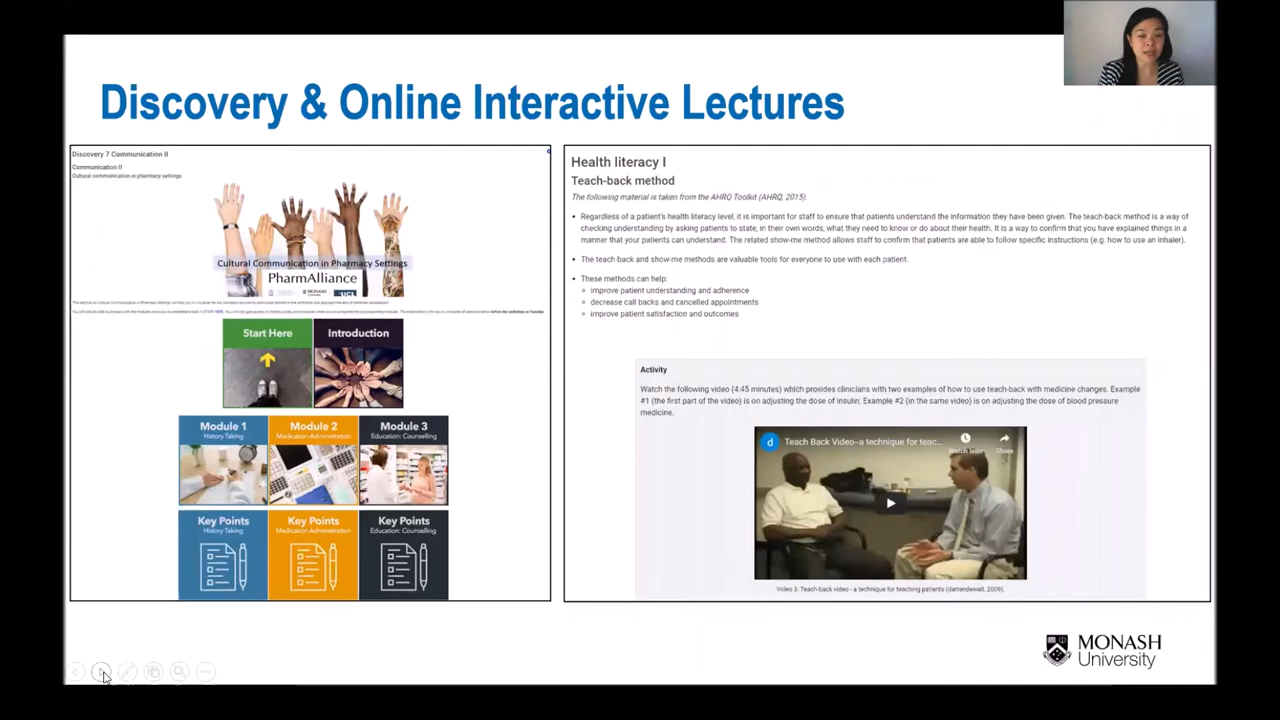 Discovery & Online Interactive Lectures
Discovery 7 Communication II
Communication II
Cultural communication in pharmacy settings
Cultural Communication in Pharmacy Settings
PharmAlliance
MONASH
UCL
Start Here
Introduction
Module 1
History Taking
Module 2
Medication Administration
Module 3
Education: Counselling
Key Points
History Taking
Key Points
Medication Administration
Key Points
Education: Counselling
Health literacy I
Teach-back method
The following material is taken from the AHRQ Toolkit (AHRQ, 2015).
• Regardless of a patient's health literacy level, it is important for staff to ensure that patients understand the information they have been given. The teach-back method is a way of
checking understanding by asking patients to state, in their own words, what they need to know or do about their health. It is a way to confirm that you have explained things in a
manner that your patients can understand. The related show-me method allows staff to confirm that patients are able to follow specific instructions (e.g. how to use an inhaler).
• The teach-back and show-me methods are valuable tools for everyone to use with each patient.
• These methods can help:
improve patient understanding and adherence
decrease call backs and cancelled appointments
improve patient satisfaction and outcomes
Activity
Watch the following video (4:45 minutes) which provides clinicians with two examples of how to use teach-back with medicine changes. Example
#1 (the first part of the video) is on adjusting the dose of insulin; Example #2 (in the same video) is on adjusting the dose of blood pressure
medicine.
d
Teach Back Video--a technique for teac...
Watch later
Share
Video 3. Teach-back video - a technique for teaching patients (darrendewalt, 2009).
MONASH
University